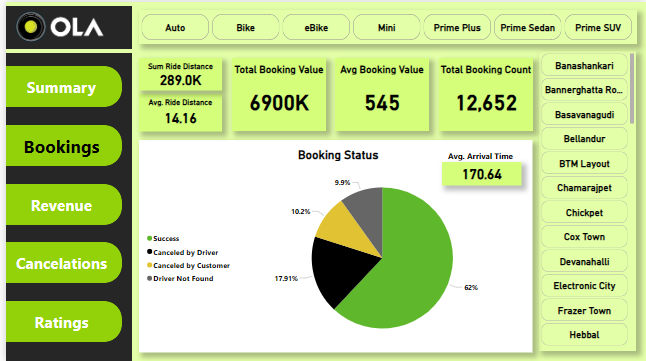 OLA
Auto
Bike
eBike
Mini
Prime Plus
Prime Sedan
Prime SUV
Summary
Bookings
Revenue
Cancelations
Ratings
Sum Ride Distance
289.0K
Avg. Ride Distance
14.16
Total Booking Value
6900K
Avg Booking Value
545
Total Booking Count
12,652
Booking Status
Avg. Arrival Time
170.64
Success
Canceled by Driver
Canceled by Customer
Driver Not Found
9.9%
10.2%
17.91%
62%
Banashankari
Bannerghatta Ro...
Basavanagudi
Bellandur
BTM Layout
Chamarajpet
Chickpet
Cox Town
Devanahalli
Electronic City
Frazer Town
Hebbal